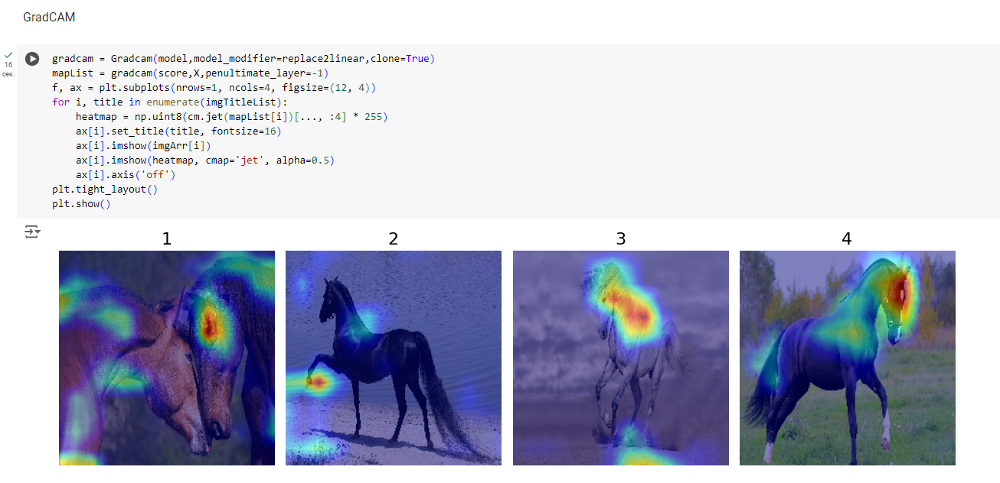 GradCAM
16
сек.
gradcam = Gradcam(model,model_modifier=replace2linear,clone=True)
mapList = gradcam(score,X,penultimate_layer=-1)
f, ax = plt.subplots(nrows=1, ncols=4, figsize=(12, 4))
for i, title in enumerate(imgTitleList):
    heatmap = np.uint8(cm.jet(mapList[i])[..., :4] * 255)
    ax[i].set_title(title, fontsize=16)
    ax[i].imshow(imgArr[i])
    ax[i].imshow(heatmap, cmap='jet', alpha=0.5)
    ax[i].axis('off')
plt.tight_layout()
plt.show()
1 2 3 4